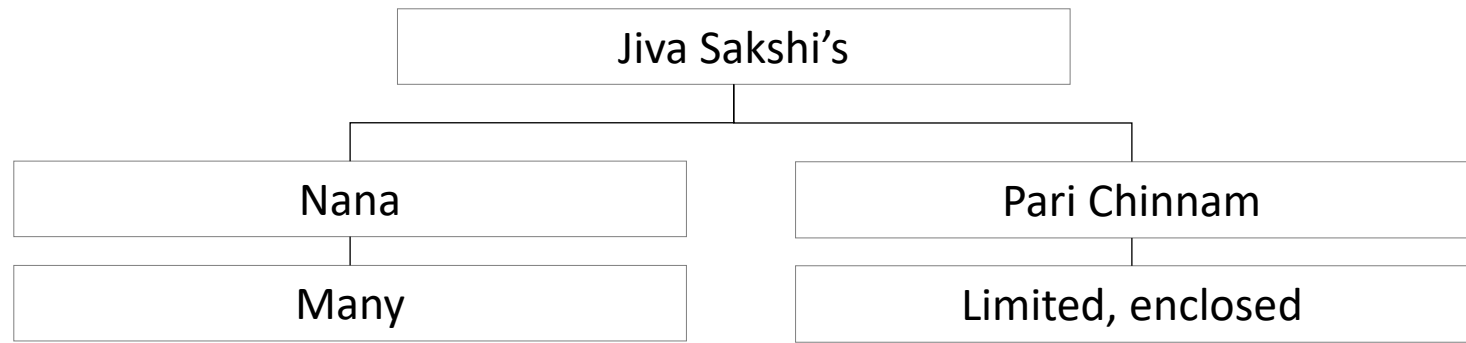 Jiva Sakshi’s
Nana
Pari Chinnam
Many
Limited, enclosed